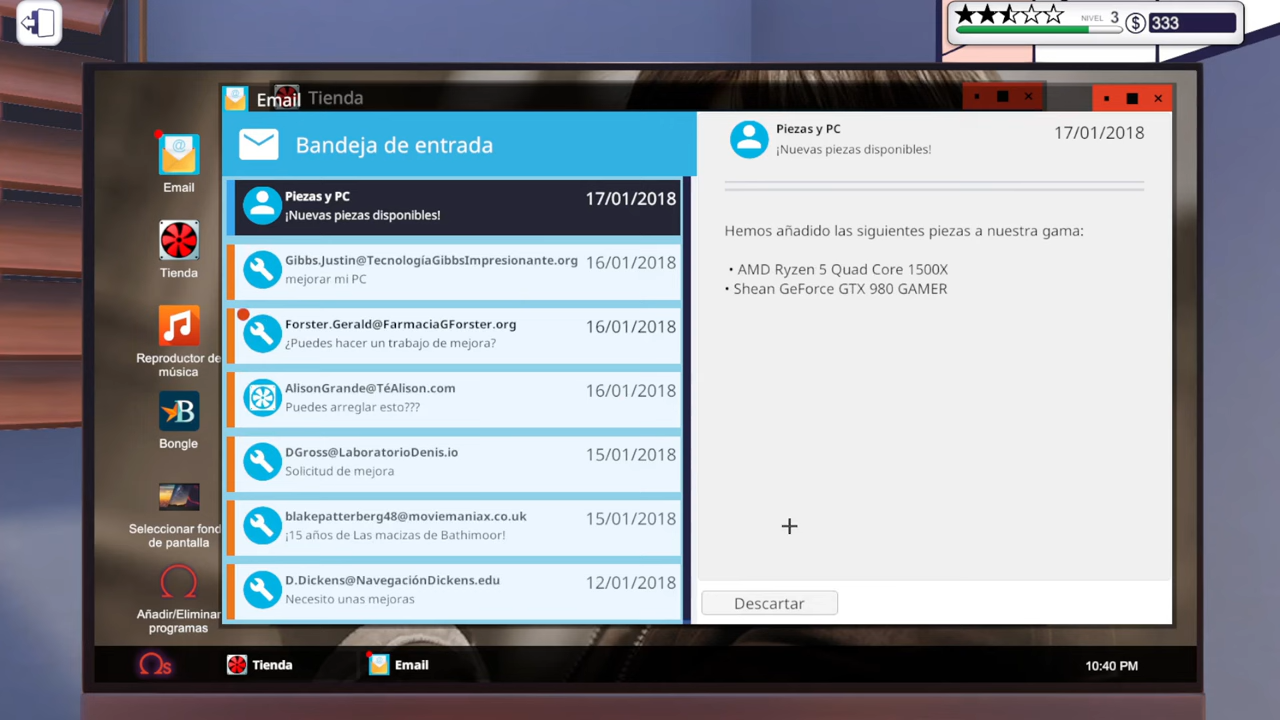 NIVEL 3 $ 333
Email Tienda
Email
Tienda
Reproductor de
música
Bongle
Seleccionar fond
de pantalla
Añadir/Eliminar
programas
Bandeja de entrada
Piezas y PC 17/01/2018
¡Nuevas piezas disponibles!
Gibbs.Justin@TecnologíaGibbsImpresionante.org 16/01/2018
mejorar mi PC
Forster.Gerald@FarmaciaGForster.org 16/01/2018
¿Puedes hacer un trabajo de mejora?
AlisonGrande@TéAlison.com 16/01/2018
Puedes arreglar esto???
DGross@LaboratorioDenis.io 15/01/2018
Solicitud de mejora
blakepatterberg48@moviemaniax.co.uk 15/01/2018
¡15 años de Las macizas de Bathimoor!
D.Dickens@NavegaciónDickens.edu 12/01/2018
Necesito unas mejoras
Piezas y PC 17/01/2018
¡Nuevas piezas disponibles!
Hemos añadido las siguientes piezas a nuestra gama:
• AMD Ryzen 5 Quad Core 1500X
• Shean GeForce GTX 980 GAMER
Descartar
Ωs Tienda Email 10:40 PM